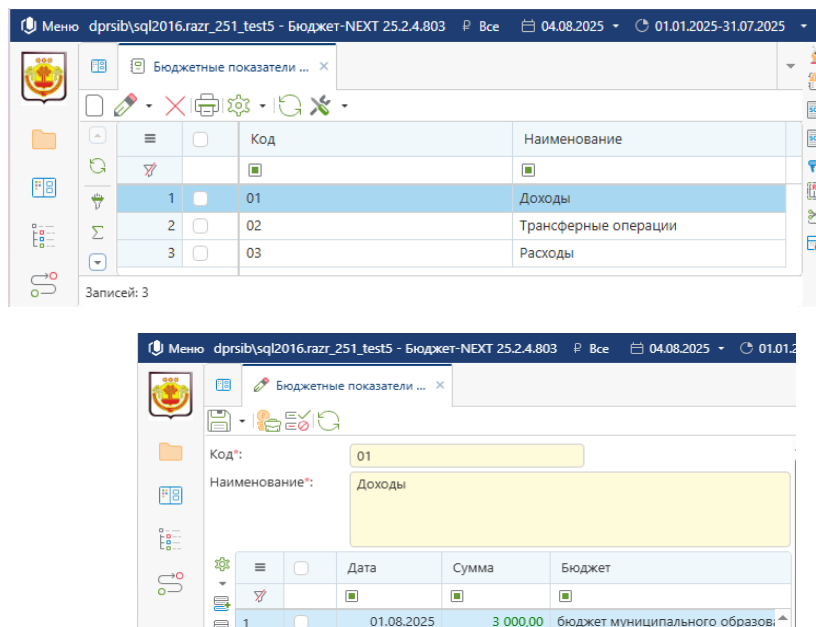 Меню dprsib\sql2016.razr_251_test5 - Бюджет-NEXT 25.2.4.803 ₽ Все 04.08.2025 01.01.2025-31.07.2025
Бюджетные показатели ... ×
Код Наименование
1 01 Доходы
2 02 Трансферные операции
3 03 Расходы
Записей: 3
Меню dprsib\sql2016.razr_251_test5 - Бюджет-NEXT 25.2.4.803 ₽ Все 04.08.2025 01.01.2
Бюджетные показатели ... ×
Код*: 01
Наименование*: Доходы
Дата Сумма Бюджет
1 01.08.2025 3 000,00 бюджет муниципального образова